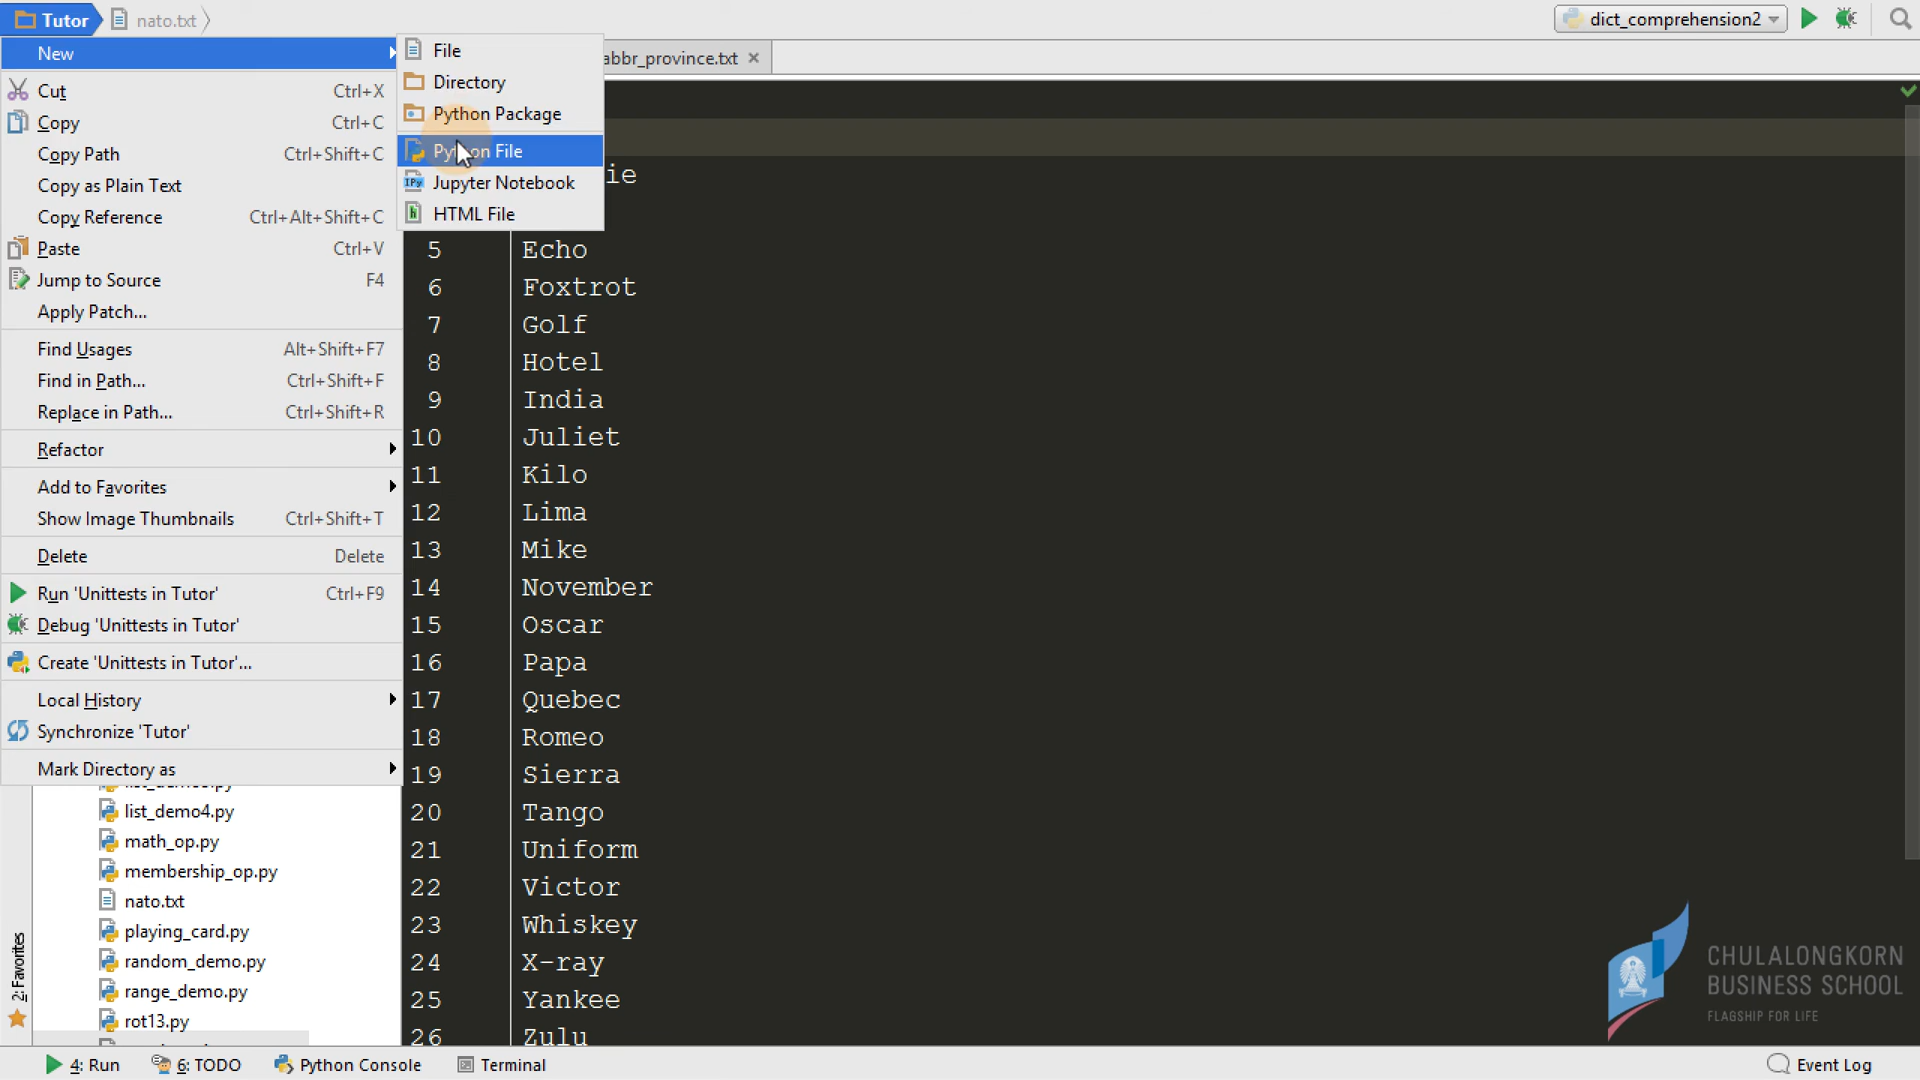 Tutor
nato.txt
dict_comprehension2
New
File
abbr_province.txt
Directory
Cut Ctrl+X
Python Package
Copy Ctrl+C
Copy Path Ctrl+Shift+C
Python File
ie
Copy as Plain Text
Jupyter Notebook
Copy Reference Ctrl+Alt+Shift+C
HTML File
Paste Ctrl+V
5 Echo
Jump to Source F4
6 Foxtrot
Apply Patch...
7 Golf
Find Usages Alt+Shift+F7
8 Hotel
Find in Path... Ctrl+Shift+F
9 India
Replace in Path... Ctrl+Shift+R
10 Juliet
Refactor
11 Kilo
Add to Favorites
12 Lima
Show Image Thumbnails Ctrl+Shift+T
13 Mike
Delete Delete
14 November
Run 'Unittests in Tutor' Ctrl+F9
15 Oscar
Debug 'Unittests in Tutor'
16 Papa
Create 'Unittests in Tutor'...
17 Quebec
Local History
18 Romeo
Synchronize 'Tutor'
19 Sierra
Mark Directory as
20 Tango
list_demo4.py
21 Uniform
math_op.py
22 Victor
membership_op.py
23 Whiskey
nato.txt
24 X-ray
playing_card.py
25 Yankee
random_demo.py
26 Zulu
range_demo.py
rot13.py
2: Favorites
CHULALONGKORN
BUSINESS SCHOOL
FLAGSHIP FOR LIFE
4: Run
6: TODO
Python Console
Terminal
Event Log